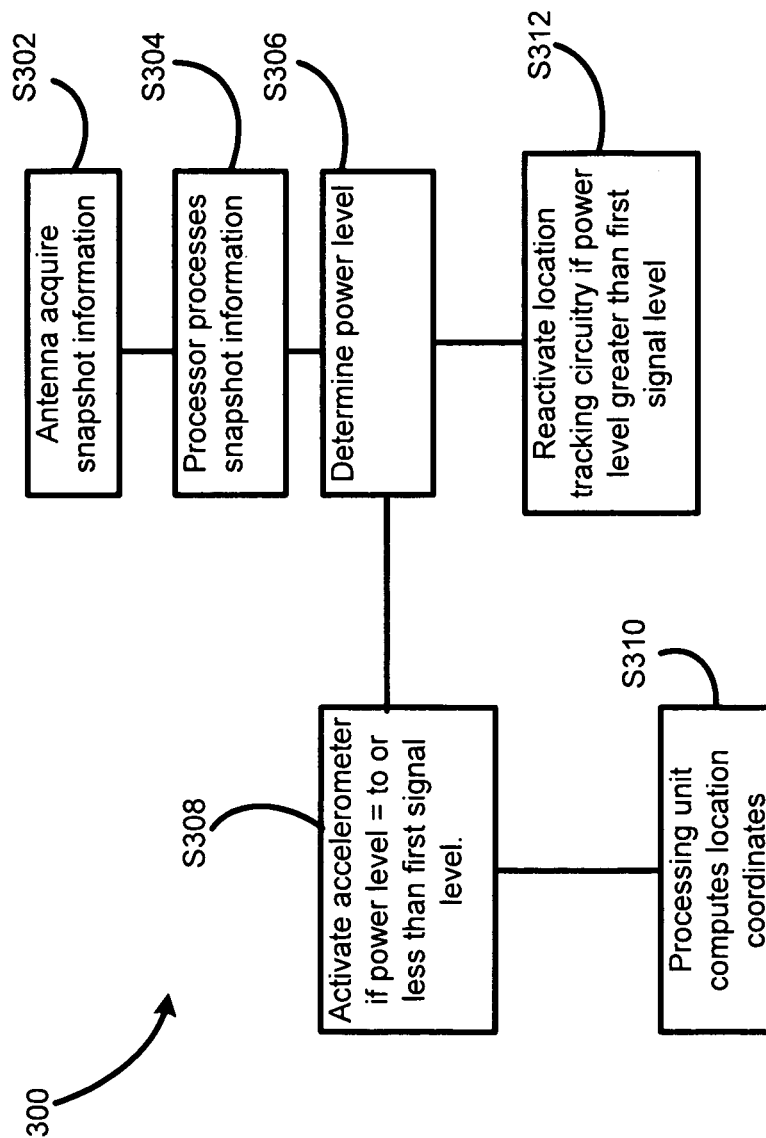 300
S302
Antenna acquire
snapshot information
S304
Processor processes
snapshot information
S306
Determine power level
S308
Activate accelerometer
if power level = to or
less than first signal
level.
S312
Reactivate location
tracking circuitry if power
level greater than first
signal level
S310
Processing unit
computes location
coordinates